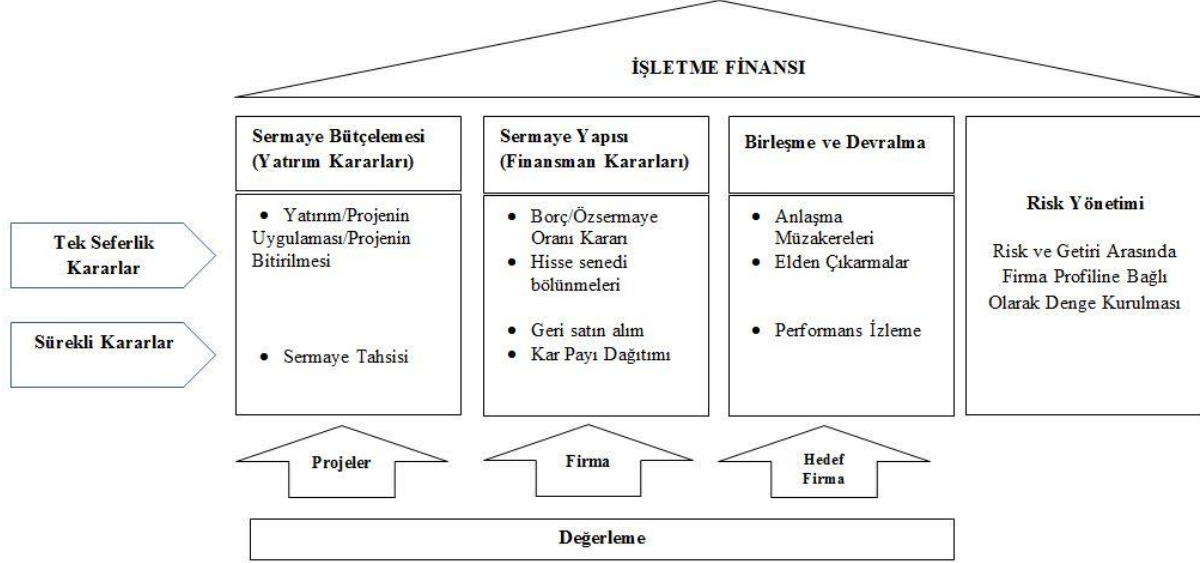 İŞLETME FİNANSI
Sermaye Bütçelemesi
(Yatırım Kararları)
Sermaye Yapısı
(Finansman Kararları)
Birleşme ve Devralma
Risk Yönetimi
Risk ve Getiri Arasında
Firma Profiline Bağlı
Olarak Denge Kurulması
Tek Seferlik
Kararlar
• Yatırım/Projenin
Uygulaması/Projenin
Bitirilmesi
• Borç/Özsermaye
Oranı Kararı
• Hisse senedi
bölünmeleri
• Anlaşma
Müzakereleri
• Elden Çıkarmalar
Sürekli Kararlar
• Sermaye Tahsisi
• Geri satın alım
• Kar Payı Dağıtımı
• Performans İzleme
Projeler
Firma
Hedef
Firma
Değerleme